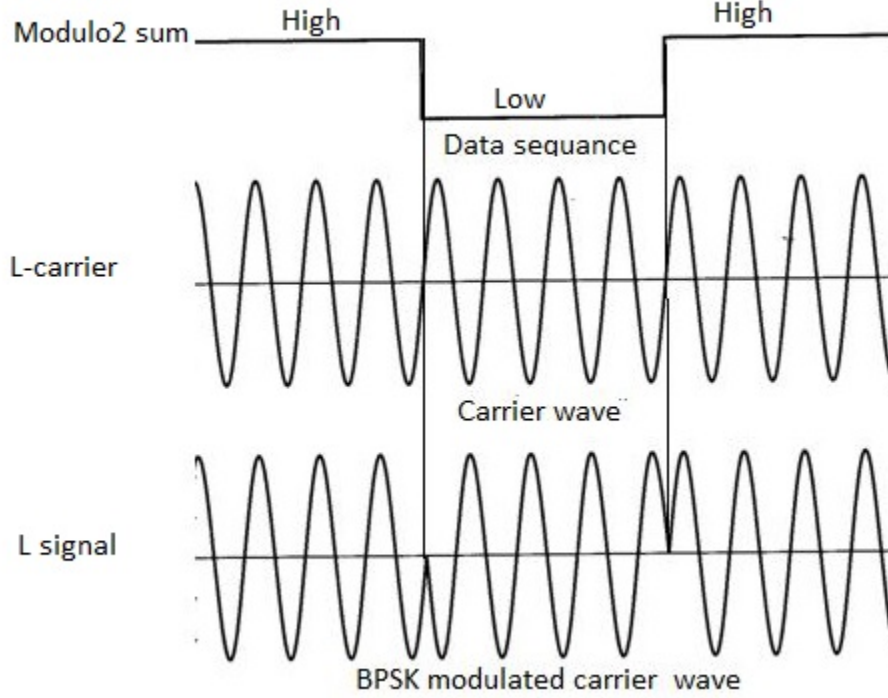 High
High
Modulo2 sum
Low
Data sequance
L-carrier
Carrier wave
L signal
BPSK modulated carrier wave